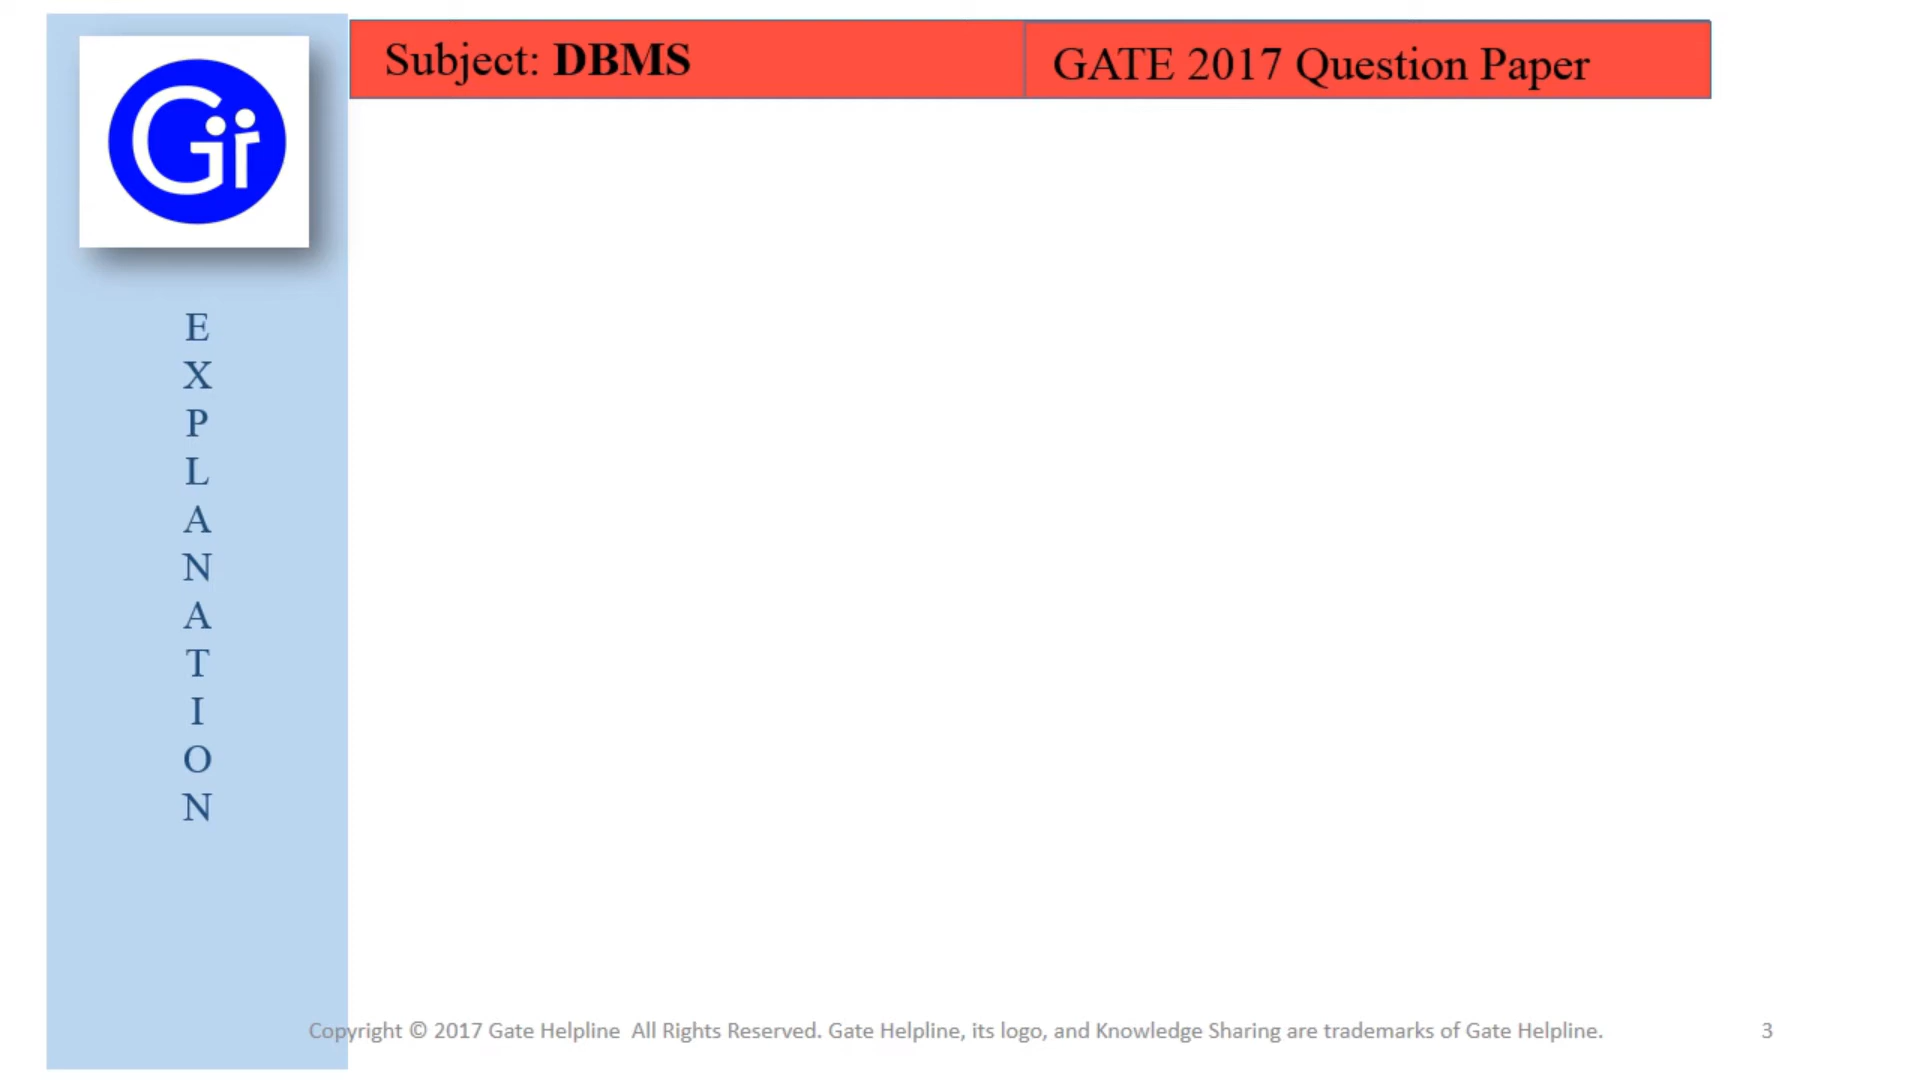 Subject: DBMS
GATE 2017 Question Paper
Gr
E
X
P
L
A
N
A
T
I
O
N
Copyright © 2017 Gate Helpline All Rights Reserved. Gate Helpline, its logo, and Knowledge Sharing are trademarks of Gate Helpline.
3